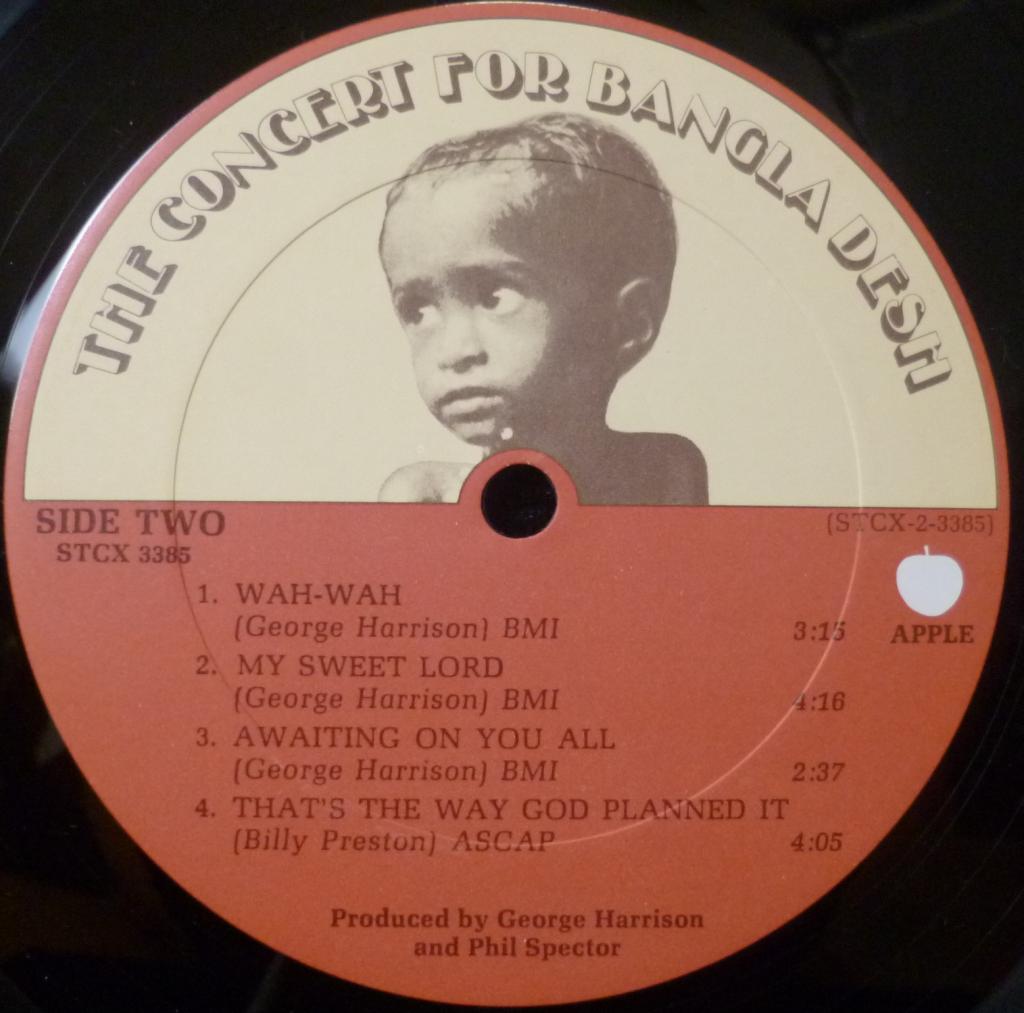 THE CONCERT FOR BANGLA DESH
SIDE TWO
STCX 3385
(STCX-2-3385)
APPLE
1. WAH-WAH
(George Harrison) BMI 3:15
2. MY SWEET LORD
(George Harrison) BMI 4:16
3. AWAITING ON YOU ALL
(George Harrison) BMI 2:37
4. THAT'S THE WAY GOD PLANNED IT
(Billy Preston) ASCAP 4:05
Produced by George Harrison
and Phil Spector